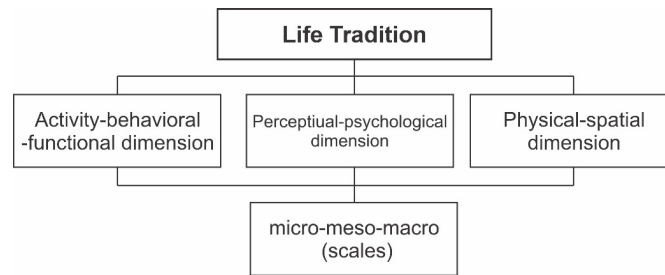 Life Tradition
Activity-behavioral
-functional dimension
Perceptiual-psychological
dimension
Physical-spatial
dimension
micro-meso-macro
(scales)